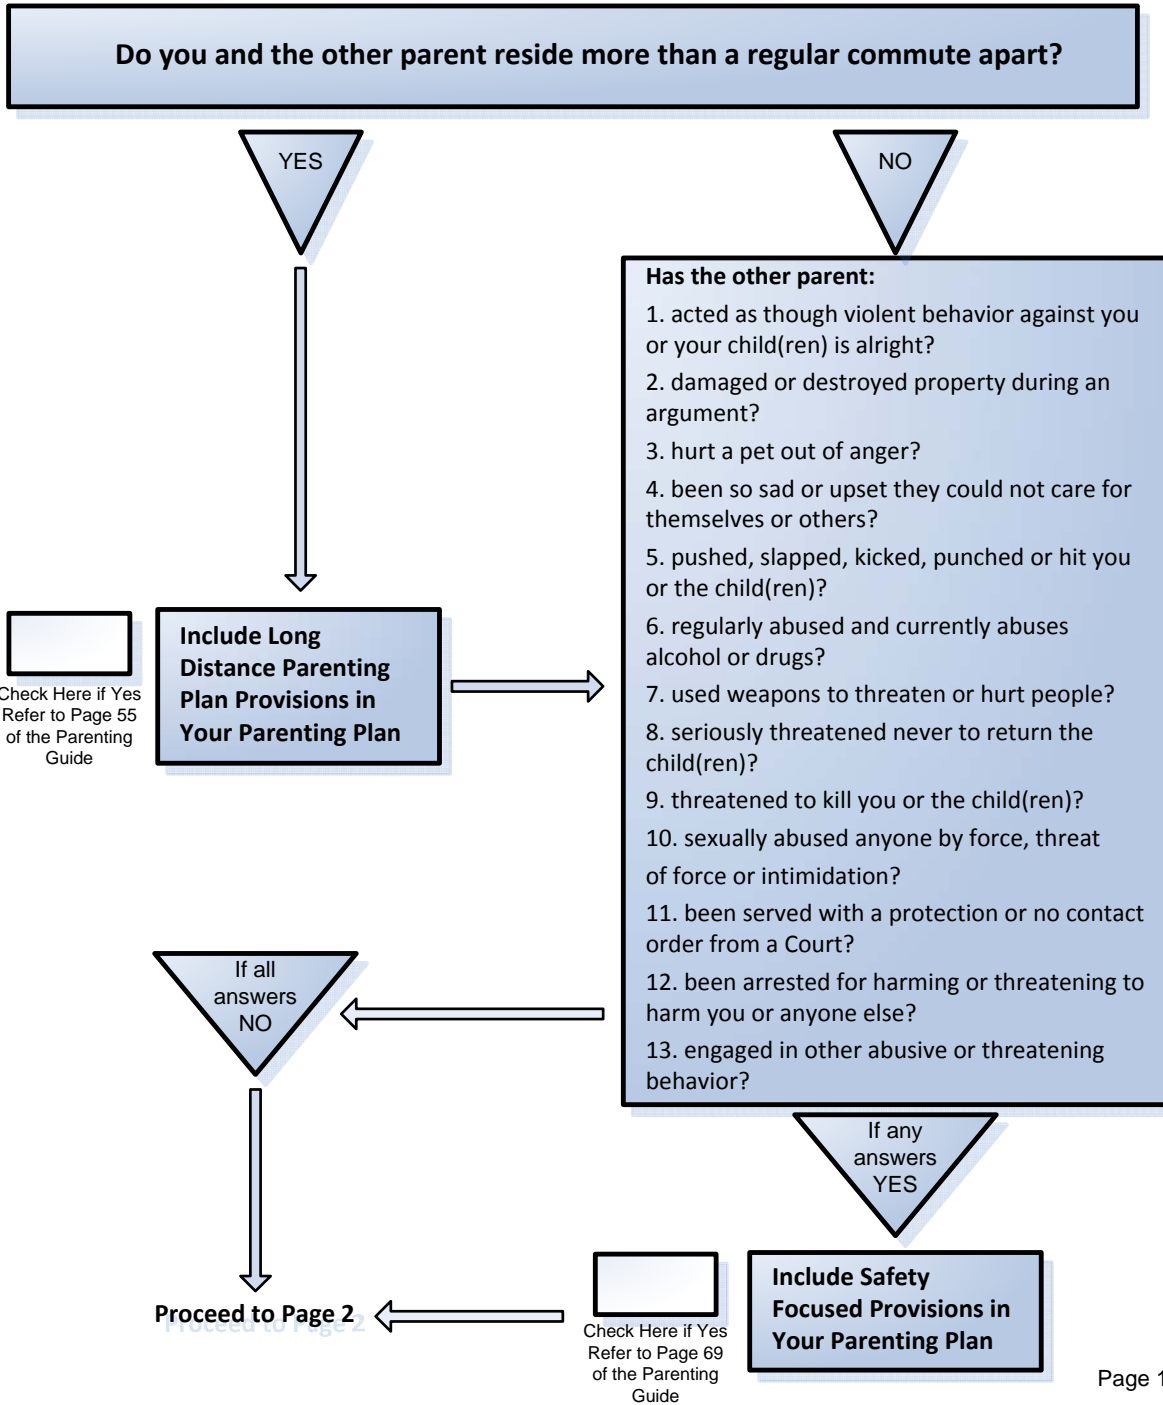 Do you and the other parent reside more than a regular commute apart?
YES
NO
Has the other parent:
1. acted as though violent behavior against you
or your child(ren) is alright?
2. damaged or destroyed property during an
argument?
3. hurt a pet out of anger?
4. been so sad or upset they could not care for
themselves or others?
5. pushed, slapped, kicked, punched or hit you
or the child(ren)?
6. regularly abused and currently abuses
alcohol or drugs?
7. used weapons to threaten or hurt people?
8. seriously threatened never to return the
child(ren)?
9. threatened to kill you or the child(ren)?
10. sexually abused anyone by force, threat
of force or intimidation?
11. been served with a protection or no contact
order from a Court?
12. been arrested for harming or threatening to
harm you or anyone else?
13. engaged in other abusive or threatening
behavior?
Check Here if Yes
Refer to Page 55
of the Parenting
Guide
Include Long
Distance Parenting
Plan Provisions in
Your Parenting Plan
If all
answers
NO
If any
answers
YES
Proceed to Page 2
Check Here if Yes
Refer to Page 69
of the Parenting
Guide
Include Safety
Focused Provisions in
Your Parenting Plan
Page 1